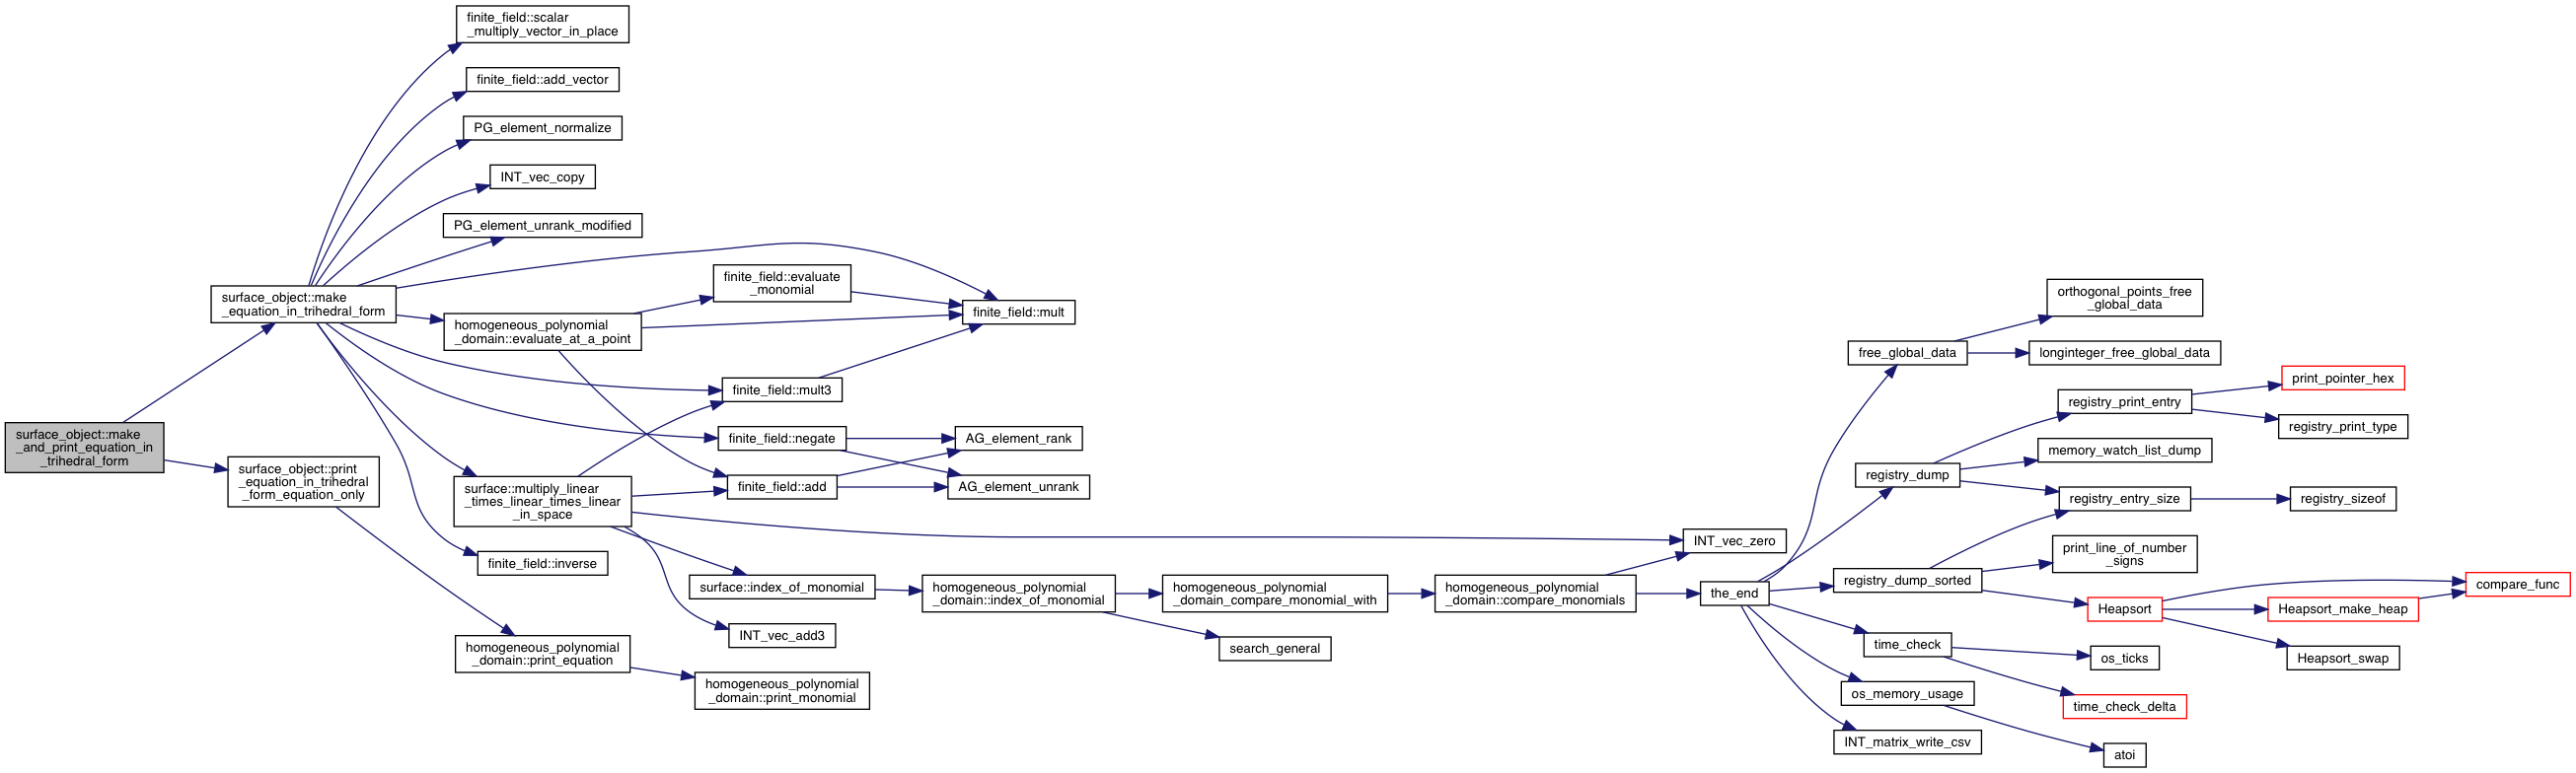 surface_object::make
_and_print_equation_in
_trihedral_form
surface_object::make
_equation_in_trihedral_form
finite_field::scalar
_multiply_vector_in_place
finite_field::add_vector
PG_element_normalize
INT_vec_copy
PG_element_unrank_modified
homogeneous_polynomial
_domain::evaluate_at_a_point
finite_field::evaluate
_monomial
finite_field::mult
finite_field::mult3
finite_field::negate
AG_element_rank
finite_field::add
AG_element_unrank
surface::multiply_linear
_times_linear_times_linear
_in_space
finite_field::inverse
surface_object::print
_equation_in_trihedral
_form_equation_only
homogeneous_polynomial
_domain::print_equation
homogeneous_polynomial
_domain::print_monomial
surface::index_of_monomial
INT_vec_add3
homogeneous_polynomial
_domain::index_of_monomial
homogeneous_polynomial
_domain_compare_monomial_with
search_general
homogeneous_polynomial
_domain::compare_monomials
INT_vec_zero
the_end
free_global_data
orthogonal_points_free
_global_data
longinteger_free_global_data
registry_dump
registry_print_entry
print_pointer_hex
registry_print_type
memory_watch_list_dump
registry_entry_size
registry_sizeof
registry_dump_sorted
print_line_of_number
_signs
Heapsort
Heapsort_make_heap
compare_func
Heapsort_swap
time_check
os_ticks
time_check_delta
os_memory_usage
atoi
INT_matrix_write_csv